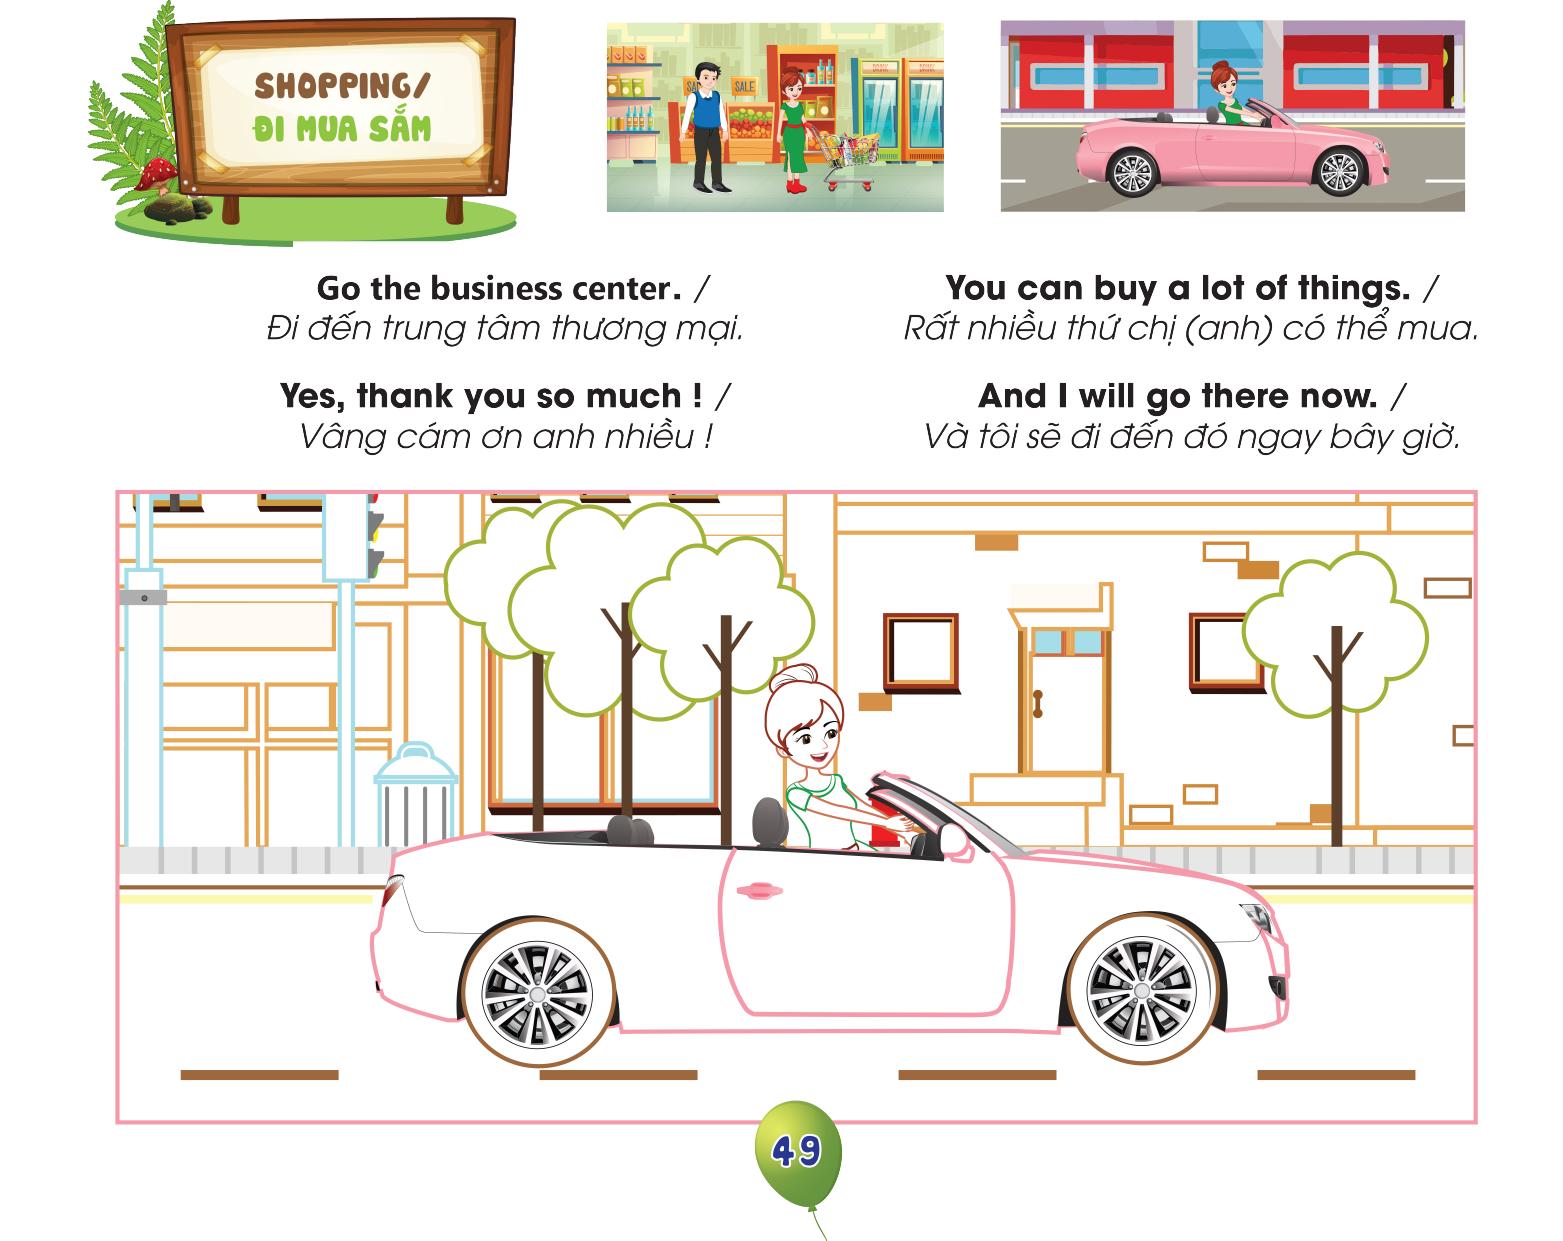 SHOPPING/
ĐI MUA SẮM
SALE
DRINK
DRINK
Go the business center. /
Đi đến trung tâm thương mại.
You can buy a lot of things. /
Rất nhiều thứ chị (anh) có thể mua.
Yes, thank you so much ! /
Vâng cám ơn anh nhiều !
And I will go there now. /
Và tôi sẽ đi đến đó ngay bây giờ.
49